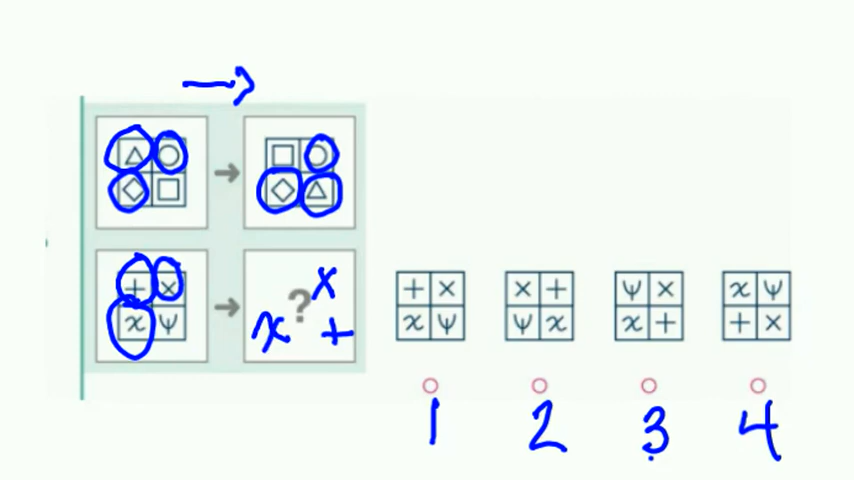 + × ? x
ϰ ψ x +
+ × × + ψ × ϰ ψ
ϰ ψ ψ ϰ ϰ + + ×
1 2 3 4